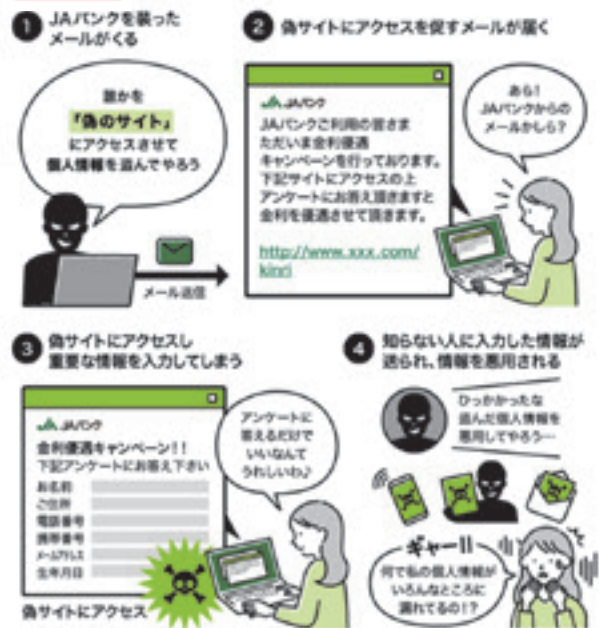 1 JAバンクを装った
メールがくる
誰かを
「偽のサイト」
にアクセスさせて
個人情報を盗んでやろう
メール送信
2 偽サイトにアクセスを促すメールが届く
JAバンク
JAバンクご利用の皆さま
ただいま金利優遇
キャンペーンを行っております。
下記サイトにアクセスの上
アンケートにお答え頂きますと
金利を優遇させて頂きます。
http://www.xxx.com/
kinri
あら!
JAバンクからの
メールかしら?
3 偽サイトにアクセスし
重要な情報を入力してしまう
JAバンク
金利優遇キャンペーン!!
下記アンケートにお答え下さい
お名前
ご住所
電話番号
携帯番号
メールアドレス
生年月日
偽サイトにアクセス
アンケートに
答えるだけで
いいなんて
うれしいわ♪
4 知らない人に入力した情報が
送られ、情報を悪用される
ひっかかったな
盗んだ個人情報を
悪用してやろう…
ギャー!!
何で私の個人情報が
いろんなところに
漏れてるの!?